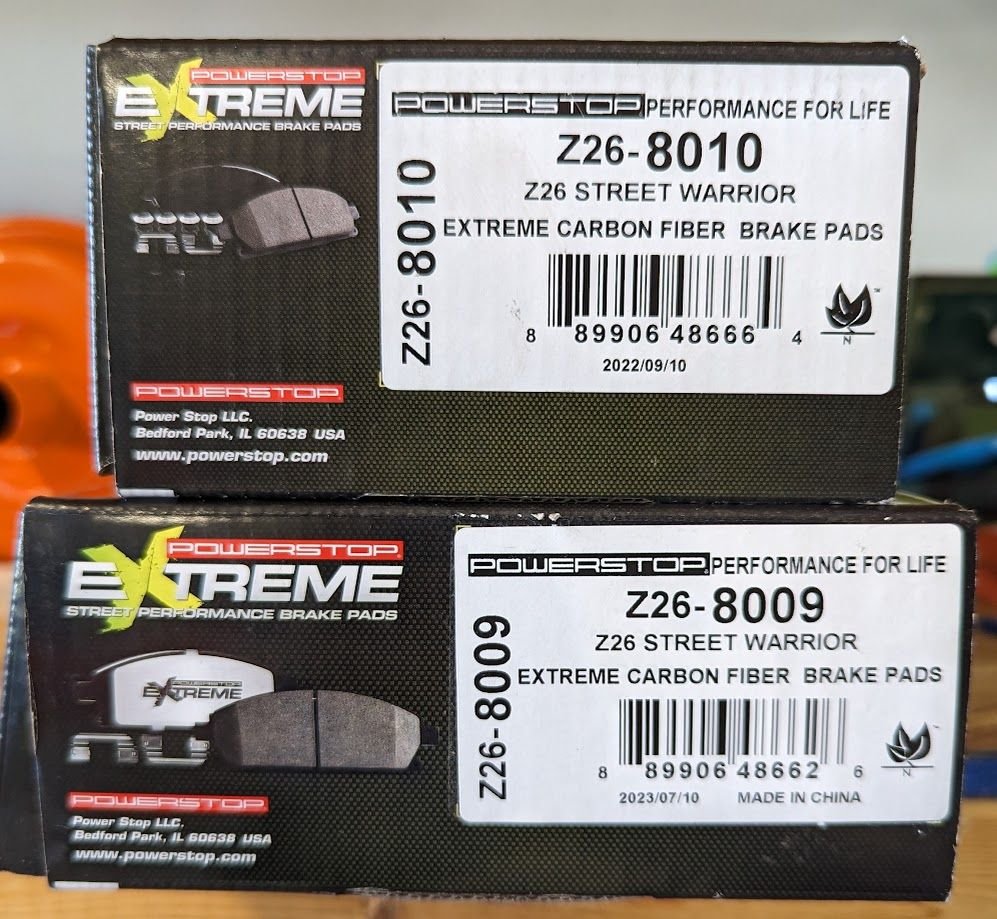 POWERSTOP
EXTREME
STREET PERFORMANCE BRAKE PADS
POWERSTOP PERFORMANCE FOR LIFE
Z26-8010
Z26 STREET WARRIOR
EXTREME CARBON FIBER BRAKE PADS
Z26-8010
8 89906 48666 4
2022/09/10
N
POWERSTOP
Power Stop LLC.
Bedford Park, IL 60638 USA
www.powerstop.com
POWERSTOP
EXTREME
STREET PERFORMANCE BRAKE PADS
POWERSTOP
EXTREME
POWERSTOP PERFORMANCE FOR LIFE
Z26-8009
Z26 STREET WARRIOR
EXTREME CARBON FIBER BRAKE PADS
Z26-8009
8 89906 48662 6
2023/07/10 MADE IN CHINA
N
POWERSTOP
Power Stop LLC.
Bedford Park, IL 60638 USA
www.powerstop.com